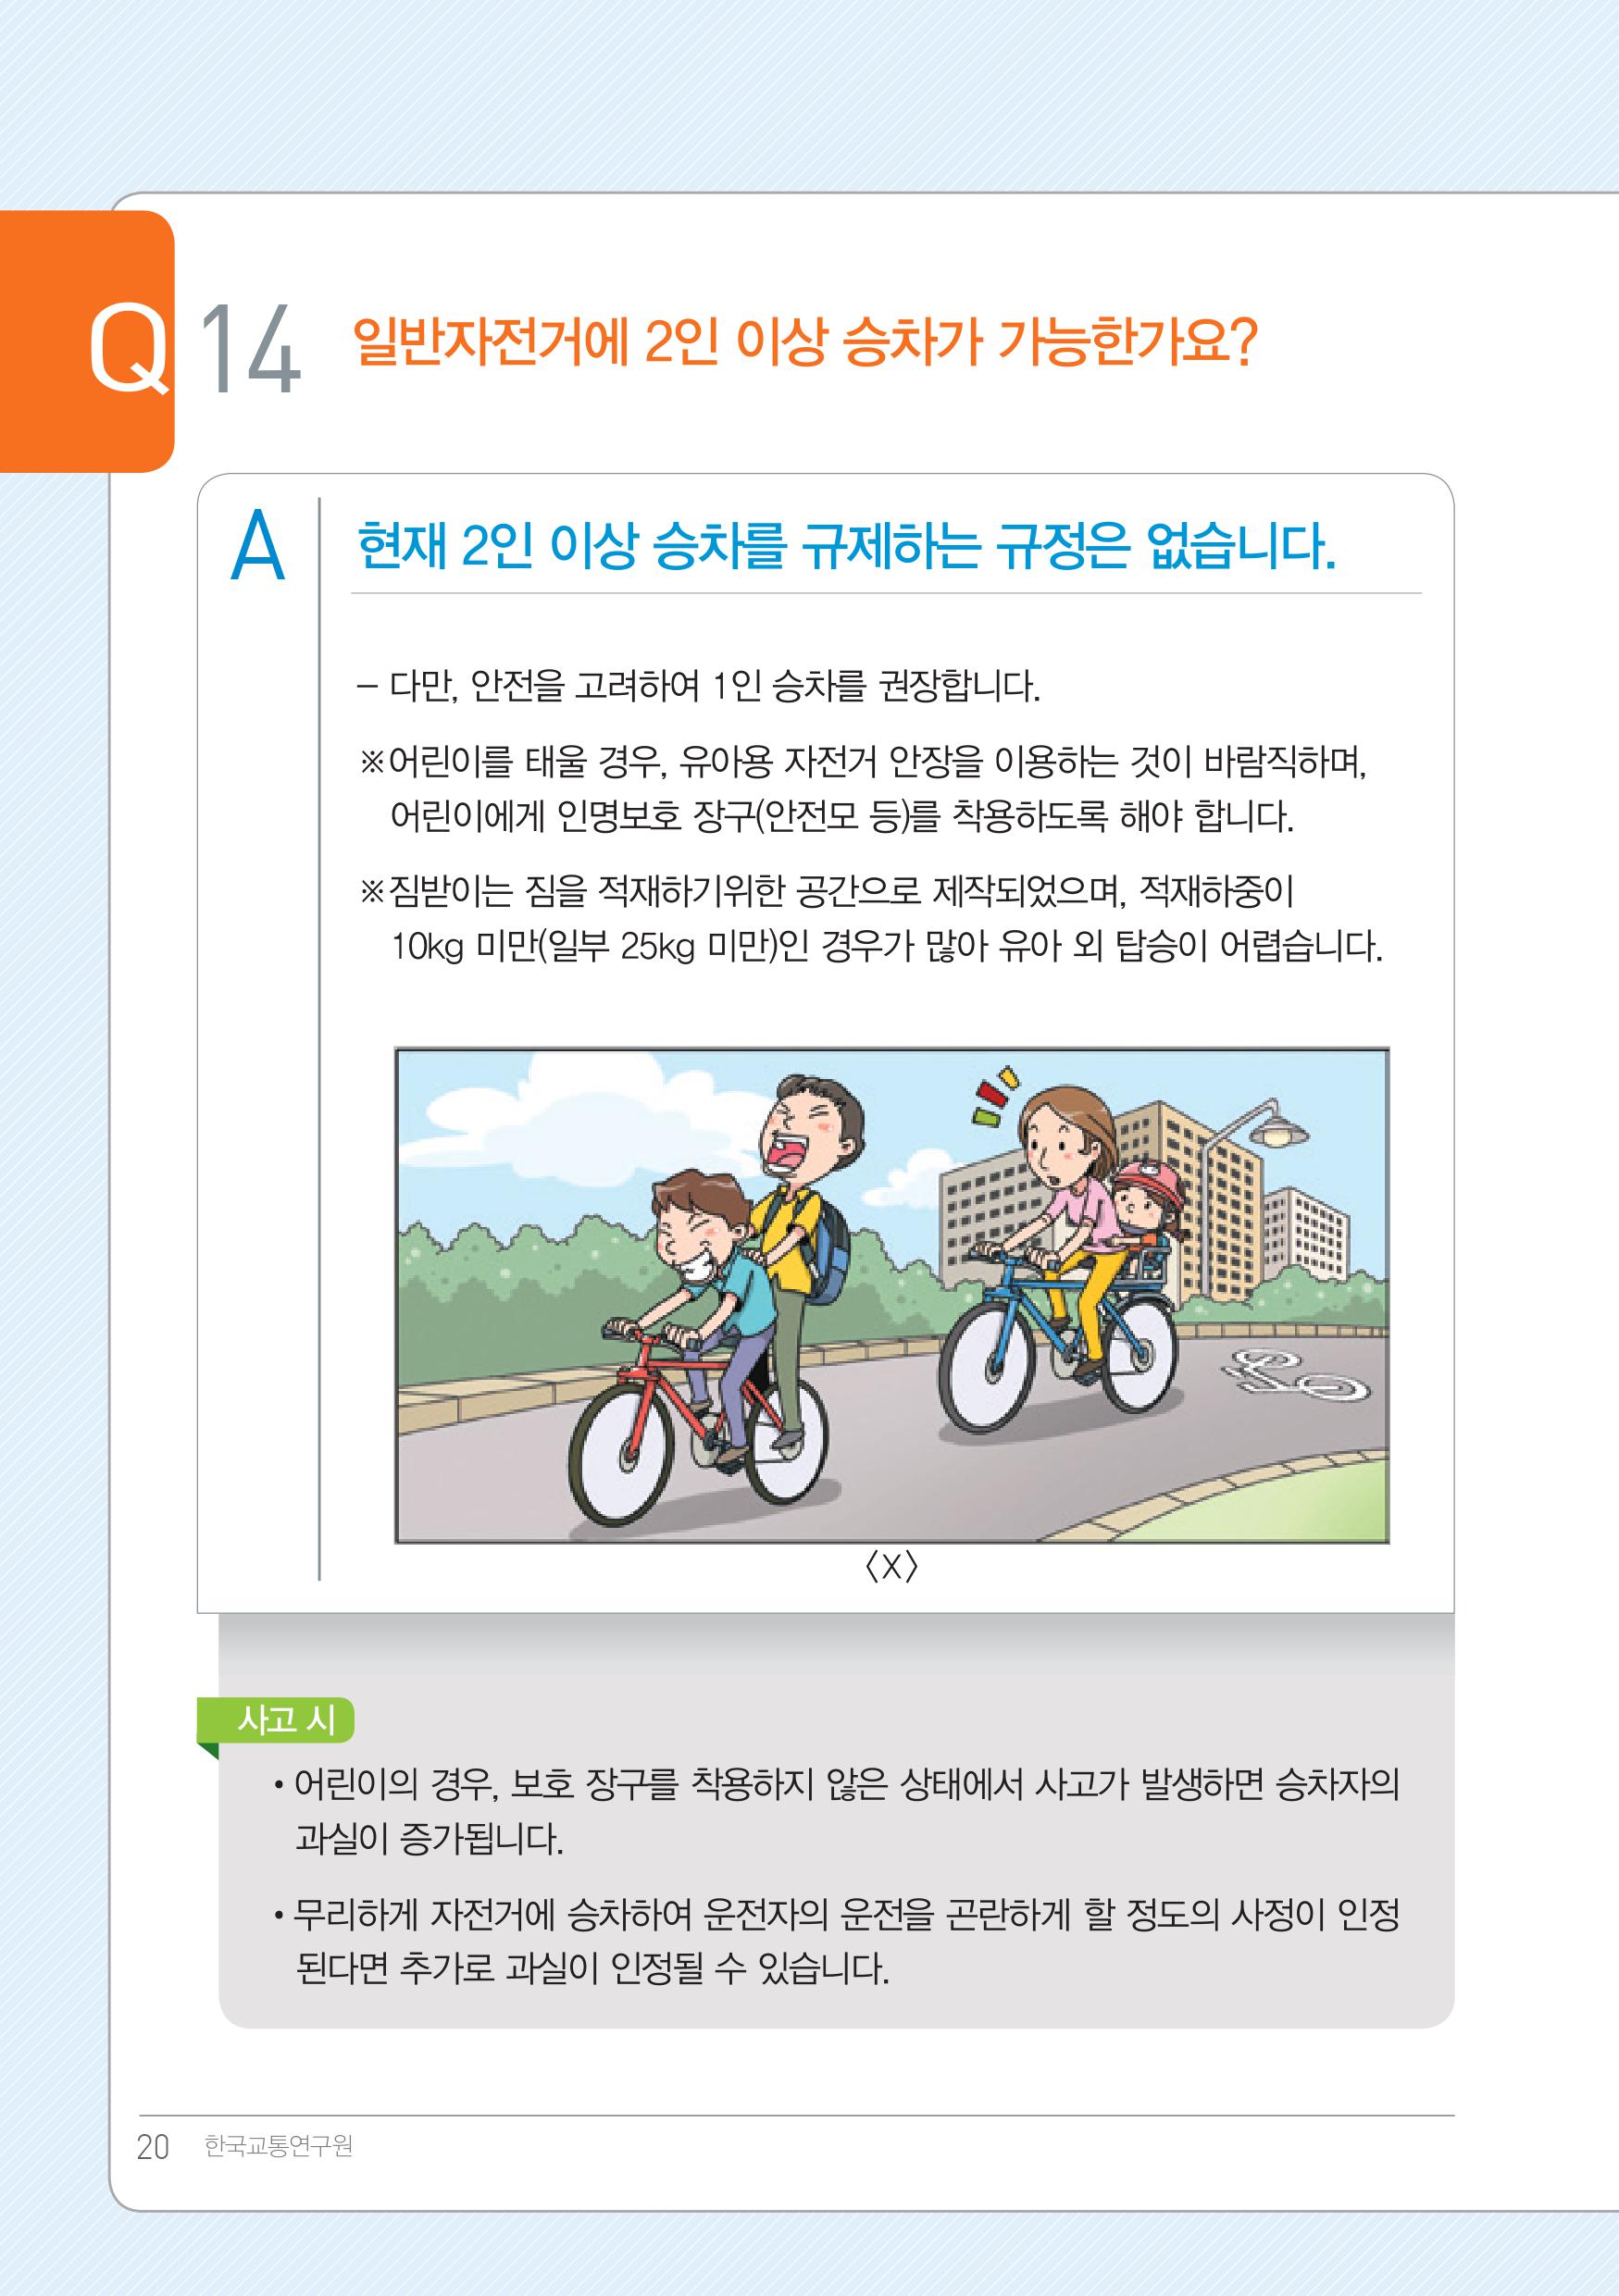 Q 14 일반자전거에 2인 이상 승차가 가능한가요?
A 현재 2인 이상 승차를 규제하는 규정은 없습니다.
– 다만, 안전을 고려하여 1인 승차를 권장합니다.
※어린이를 태울 경우, 유아용 자전거 안장을 이용하는 것이 바람직하며,
어린이에게 인명보호 장구(안전모 등)를 착용하도록 해야 합니다.
※짐받이는 짐을 적재하기위한 공간으로 제작되었으며, 적재하중이
10kg 미만(일부 25kg 미만)인 경우가 많아 유아 외 탑승이 어렵습니다.
〈X〉
사고 시
• 어린이의 경우, 보호 장구를 착용하지 않은 상태에서 사고가 발생하면 승차자의
과실이 증가됩니다.
• 무리하게 자전거에 승차하여 운전자의 운전을 곤란하게 할 정도의 사정이 인정
된다면 추가로 과실이 인정될 수 있습니다.
20 한국교통연구원